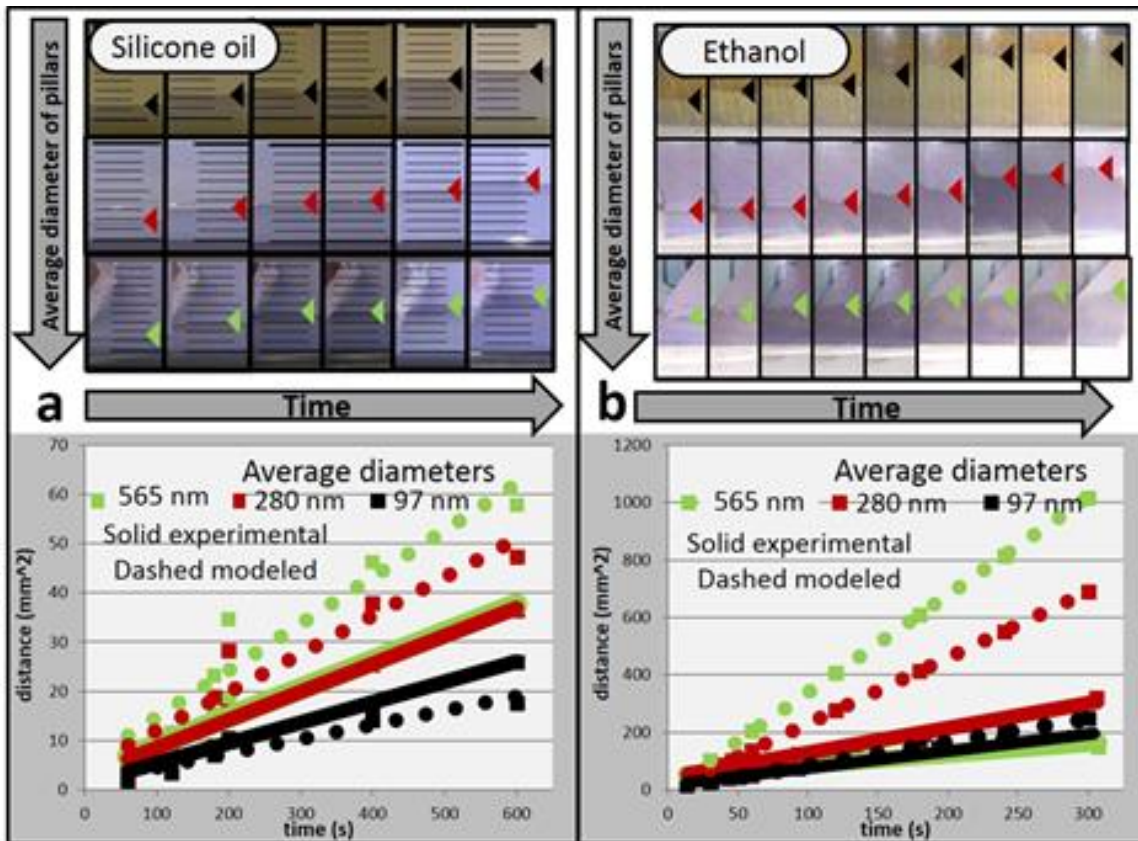 Silicone oil
Average diameter of pillars
a
Time
70
60
50
40
30
20
10
0
distance (mm^2)
Average diameters
565 nm 280 nm 97 nm
Solid experimental
Dashed modeled
0 100 200 300 400 500 600
time (s)
Ethanol
Average diameter of pillars
b
Time
1200
1000
800
600
400
200
0
distance (mm^2)
Average diameters
565 nm 280 nm 97 nm
Solid experimental
Dashed modeled
0 50 100 150 200 250 300
time (s)